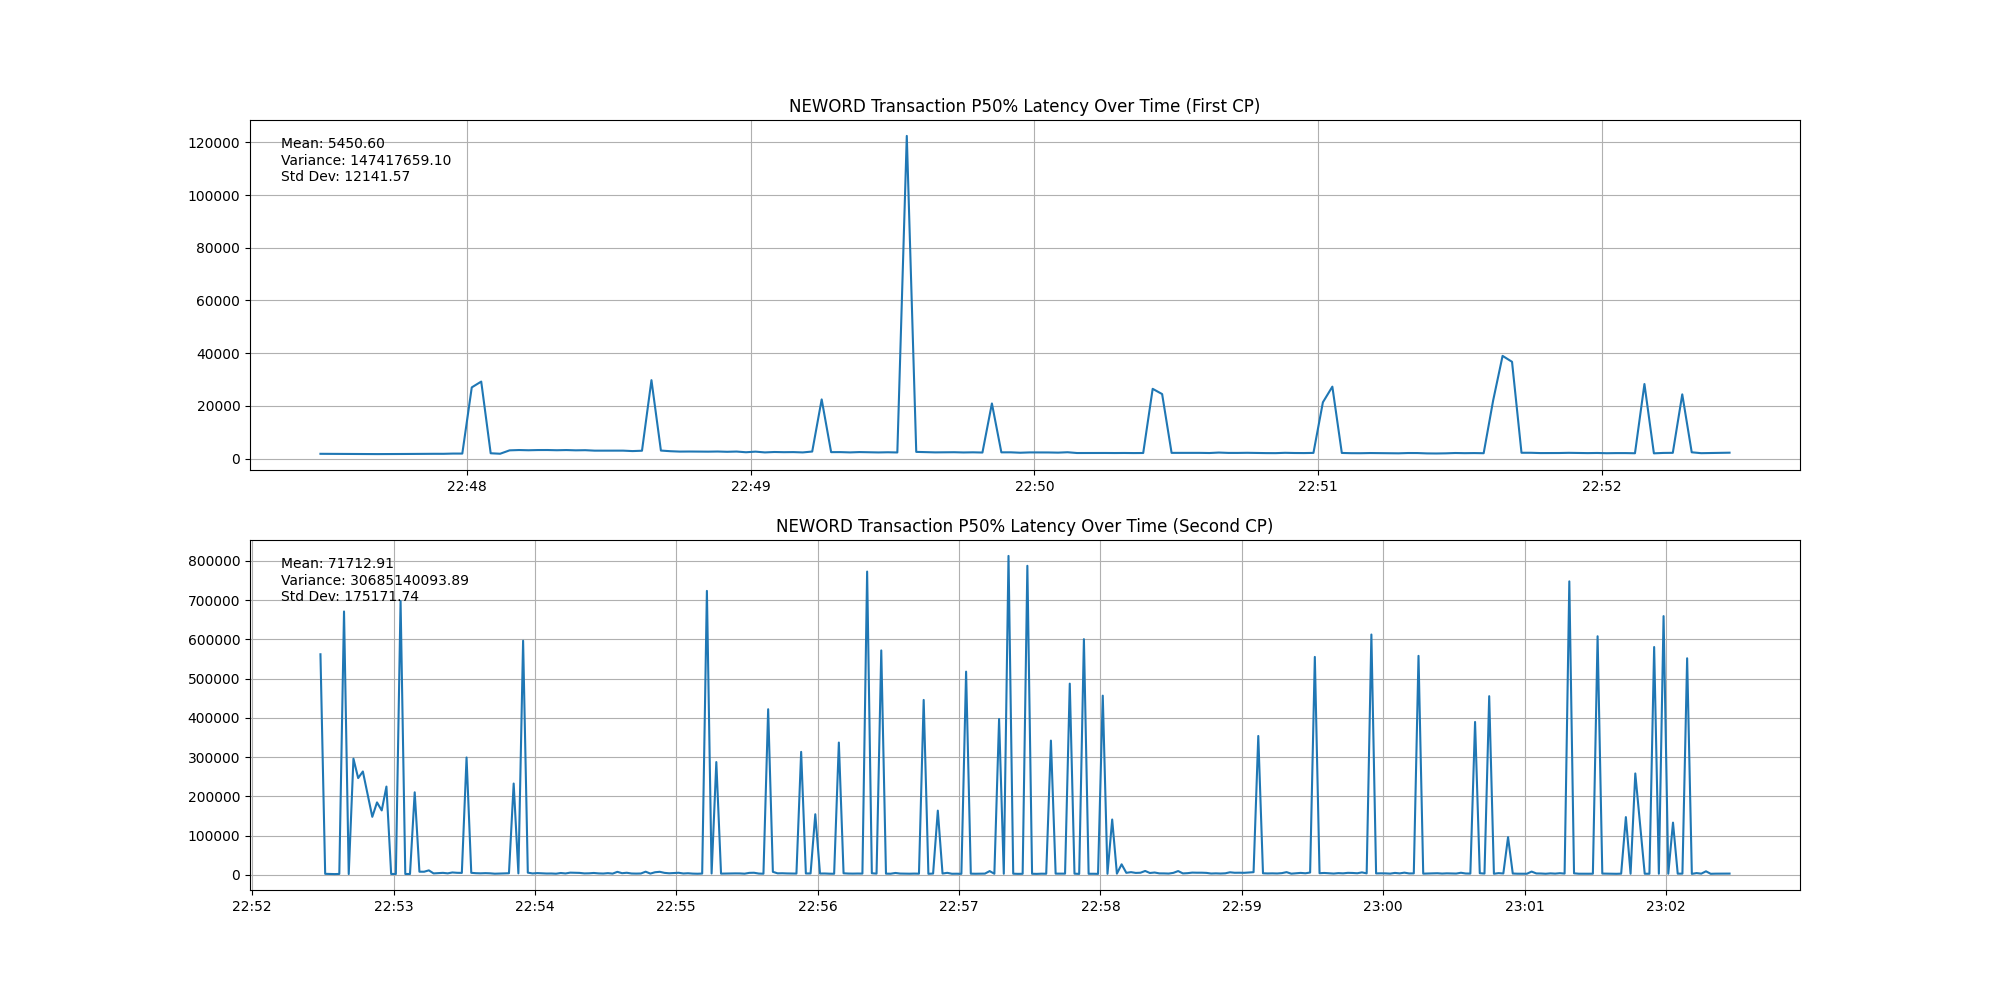 NEWORD Transaction P50% Latency Over Time (First CP)
Mean: 5450.60
Variance: 147417659.10
Std Dev: 12141.57
120000
100000
80000
60000
40000
20000
0
22:48 22:49 22:50 22:51 22:52
NEWORD Transaction P50% Latency Over Time (Second CP)
Mean: 71712.91
Variance: 30685140093.89
Std Dev: 175171.74
800000
700000
600000
500000
400000
300000
200000
100000
0
22:52 22:53 22:54 22:55 22:56 22:57 22:58 22:59 23:00 23:01 23:02